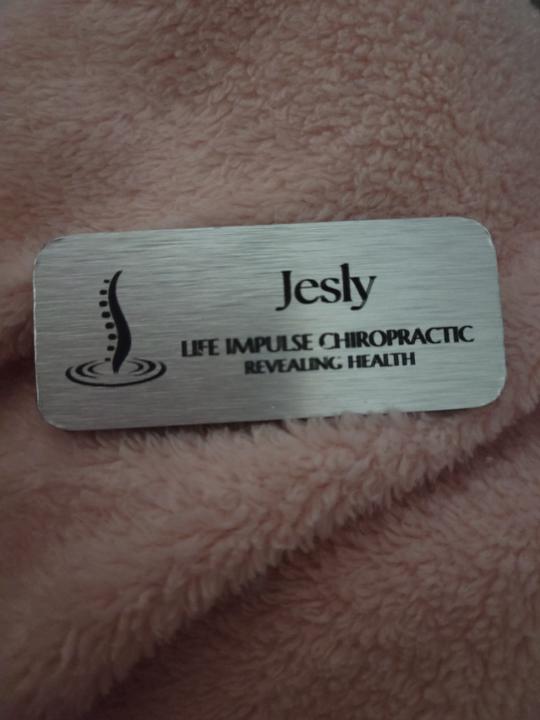 Jesly
LIFE IMPULSE CHIROPRACTIC
REVEALING HEALTH